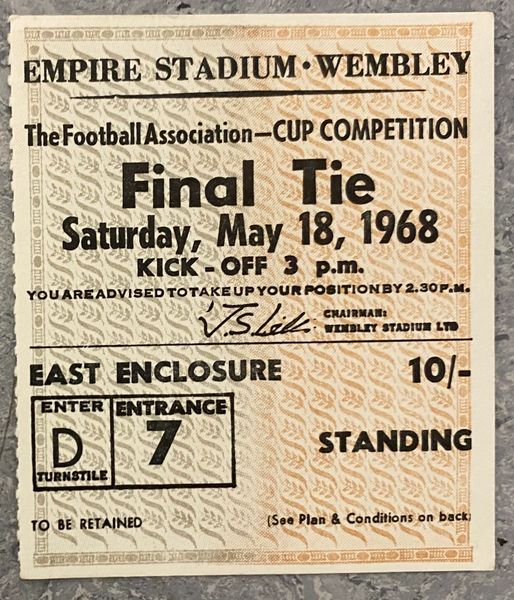 EMPIRE STADIUM · WEMBLEY
The Football Association—CUP COMPETITION
Final Tie
Saturday, May 18, 1968
KICK - OFF 3 p.m.
YOU ARE ADVISED TO TAKE UP YOUR POSITION BY 2.30 P.M.
CHAIRMAN:
WEMBLEY STADIUM LTD
EAST ENCLOSURE 10/-
ENTER ENTRANCE
D 7
TURNSTILE
STANDING
TO BE RETAINED (See Plan & Conditions on back)